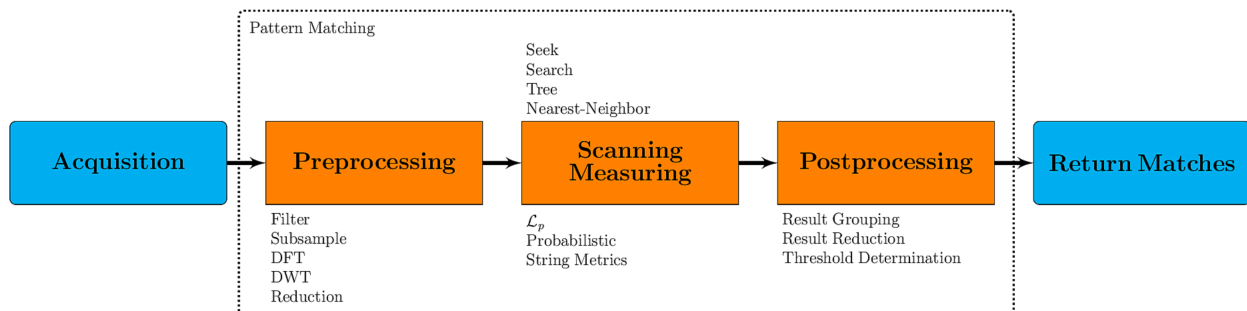 Pattern Matching
Seek
Search
Tree
Nearest-Neighbor
Acquisition
Preprocessing
Scanning
Measuring
Postprocessing
Return Matches
Filter
Subsample
DFT
DWT
Reduction
ℒₚ
Probabilistic
String Metrics
Result Grouping
Result Reduction
Threshold Determination